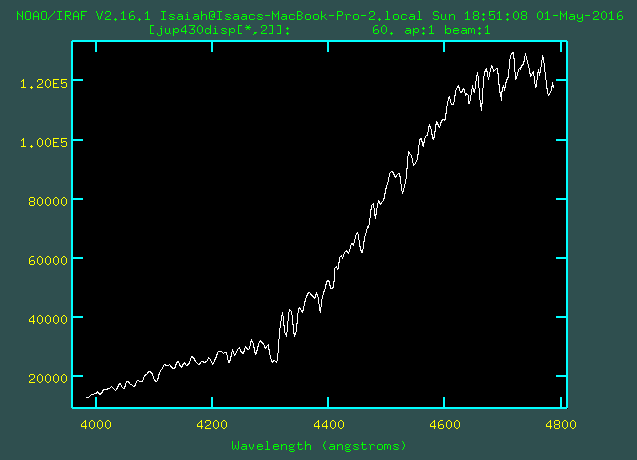 NOAO/IRAF V2.16.1 Isaiah@Isaacs-MacBook-Pro-2.local Sun 18:51:08 01-May-2016
[jup430disp[*,2]]: 60. ap:1 beam:1
1.20E5
1.00E5
80000
60000
40000
20000
4000 4200 4400 4600 4800
Wavelength (angstroms)